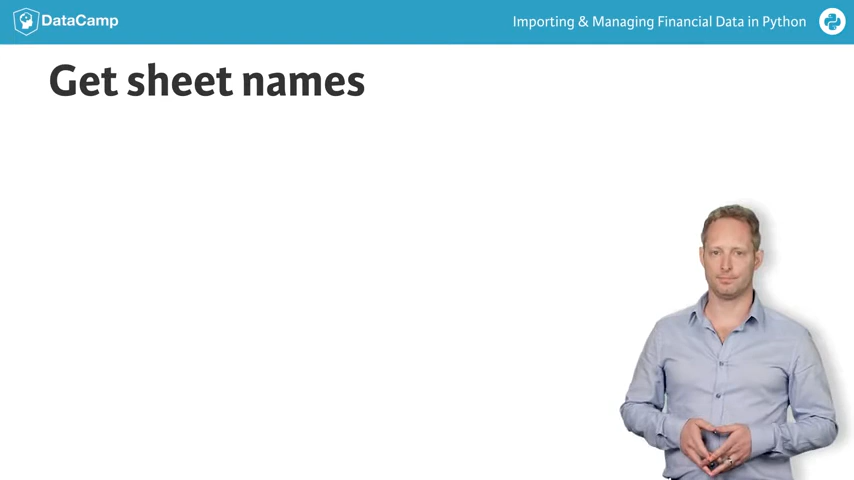 DataCamp
Importing & Managing Financial Data in Python
Get sheet names